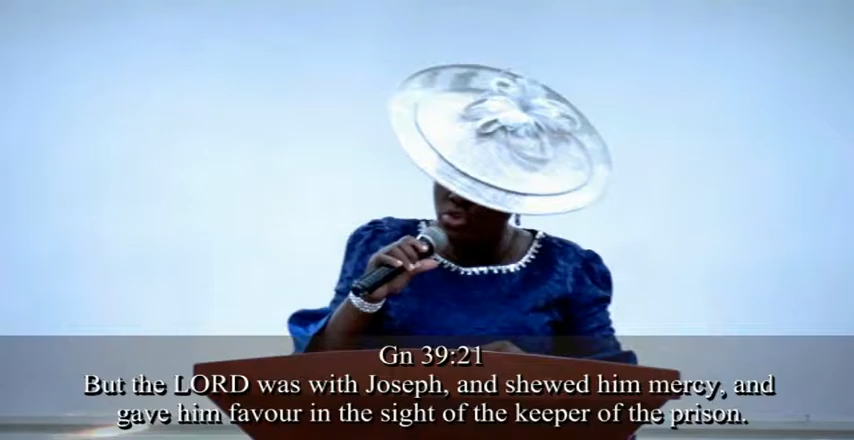 Gn 39:21
But the LORD was with Joseph, and shewed him mercy, and
gave him favour in the sight of the keeper of the prison.